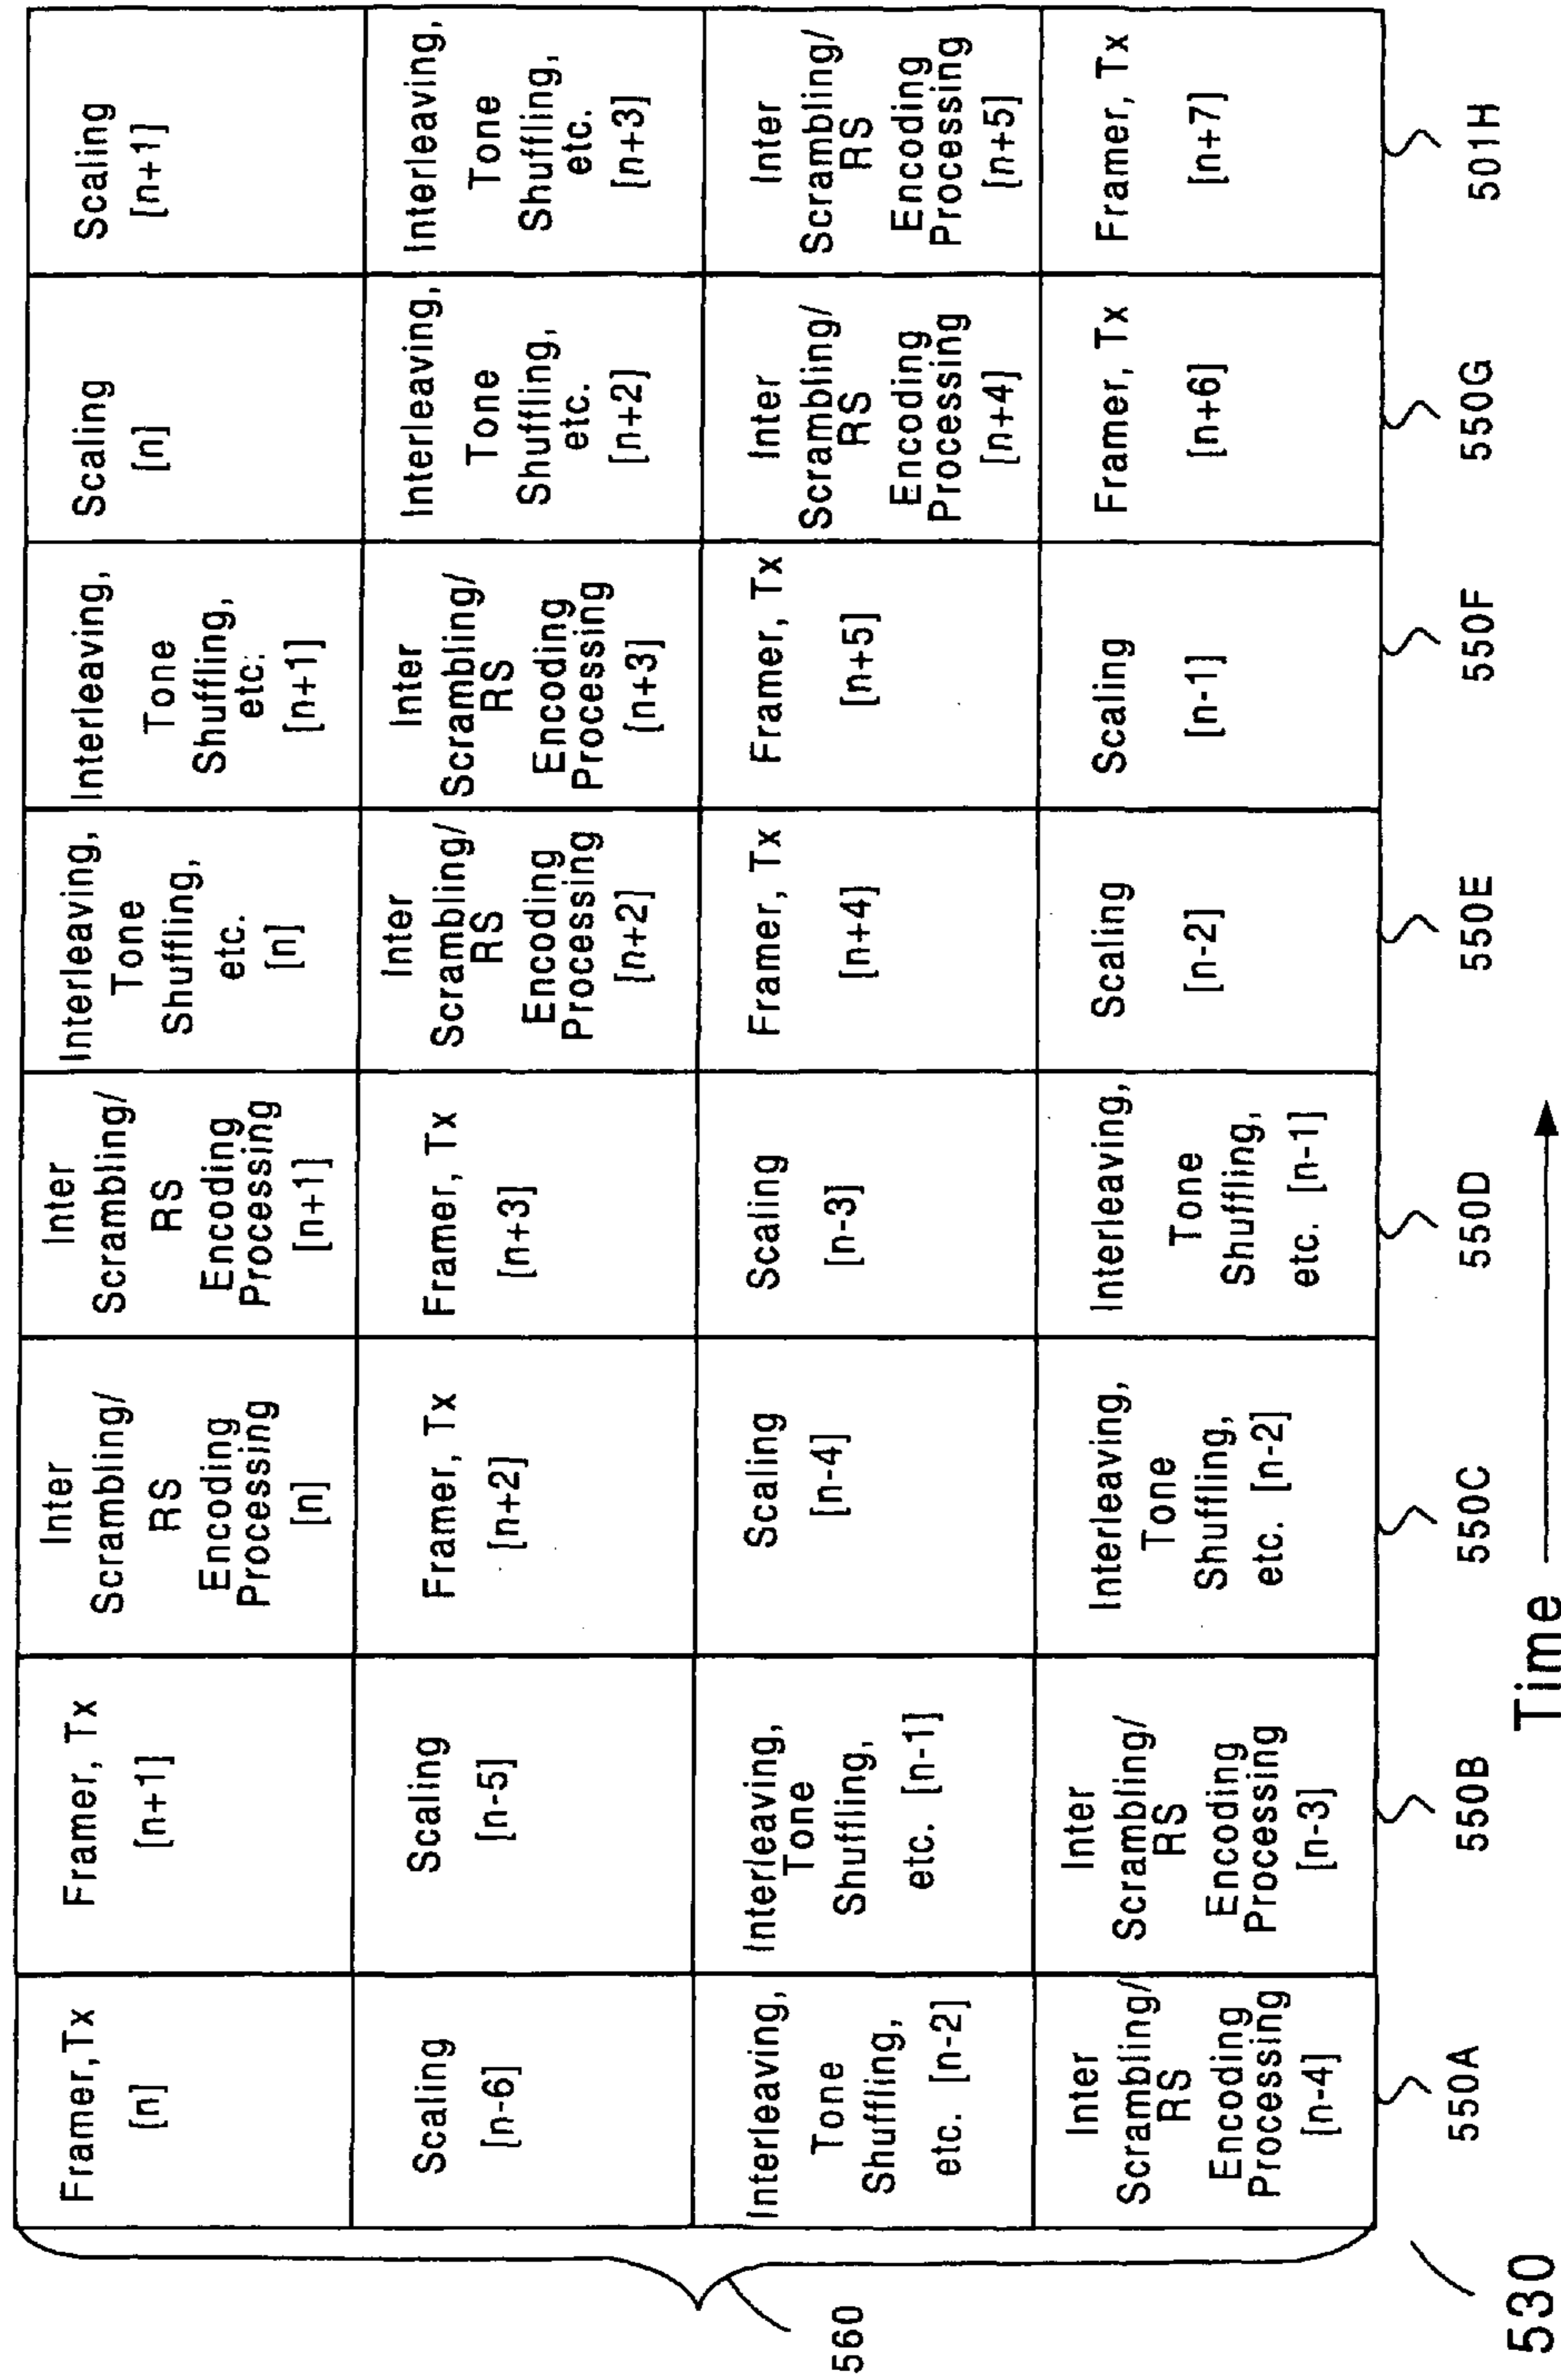 Framer,Tx
[n]
Framer, Tx
[n+1]
Inter
Scrambling/
RS
Encoding
Processing
[n]
Inter
Scrambling/
RS
Encoding
Processing
[n+1]
Interleaving,
Tone
Shuffling,
etc.
[n]
Interleaving,
Tone
Shuffling,
etc.
[n+1]
Scaling
[n]
Scaling
[n+1]
Scaling
[n-6]
Scaling
[n-5]
Framer, Tx
[n+2]
Framer, Tx
[n+3]
Inter
Scrambling/
RS
Encoding
Processing
[n+2]
Inter
Scrambling/
RS
Encoding
Processing
[n+3]
Interleaving,
Tone
Shuffling,
etc.
[n+2]
Interleaving,
Tone
Shuffling,
etc.
[n+3]
Interleaving,
Tone
Shuffling,
etc. [n-2]
Interleaving,
Tone
Shuffling,
etc. [n-1]
Scaling
[n-4]
Scaling
[n-3]
Framer, Tx
[n+4]
Framer, Tx
[n+5]
Inter
Scrambling/
RS
Encoding
Processing
[n+4]
Inter
Scrambling/
RS
Encoding
Processing
[n+5]
Inter
Scrambling/
RS
Encoding
Processing
[n-4]
Inter
Scrambling/
RS
Encoding
Processing
[n-3]
Interleaving,
Tone
Shuffling,
etc. [n-2]
Interleaving,
Tone
Shuffling,
etc. [n-1]
Scaling
[n-2]
Scaling
[n-1]
Framer, Tx
[n+6]
Framer, Tx
[n+7]
560
550A
550B
550C
550D
550E
550F
550G
501H
530
Time